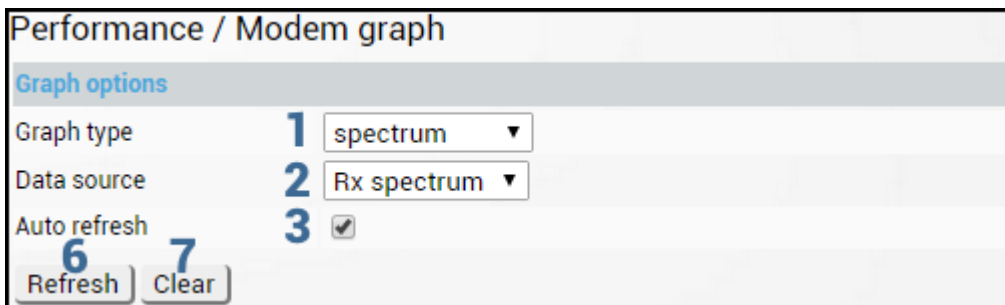 Performance / Modem graph
Graph options
Graph type 1 spectrum
Data source 2 Rx spectrum
Auto refresh 3
6 7
Refresh Clear